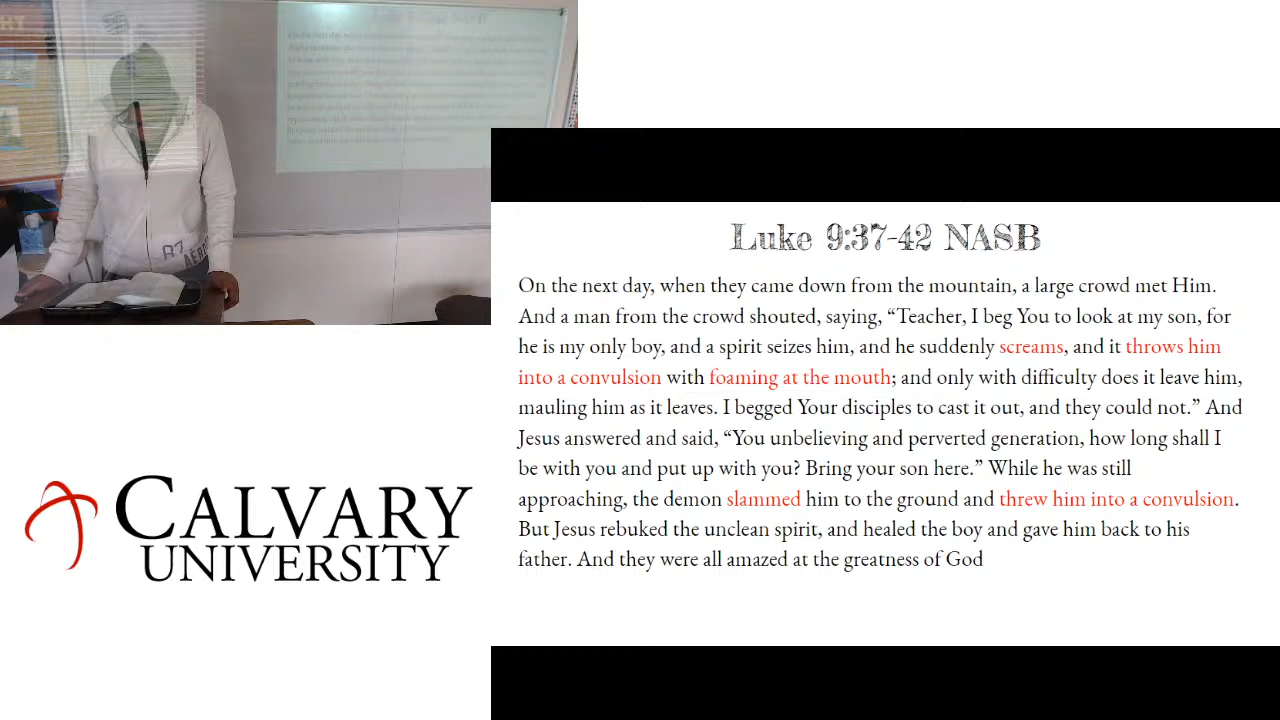 Luke 9:37-42 NASB
On the next day, when they came down from the mountain, a large crowd met Him.
And a man from the crowd shouted, saying, “Teacher, I beg You to look at my son, for
he is my only boy, and a spirit seizes him, and he suddenly screams, and it throws him
into a convulsion with foaming at the mouth; and only with difficulty does it leave him,
mauling him as it leaves. I begged Your disciples to cast it out, and they could not.” And
Jesus answered and said, “You unbelieving and perverted generation, how long shall I
be with you and put up with you? Bring your son here.” While he was still
approaching, the demon slammed him to the ground and threw him into a convulsion.
But Jesus rebuked the unclean spirit, and healed the boy and gave him back to his
father. And they were all amazed at the greatness of God
CALVARY
UNIVERSITY
87